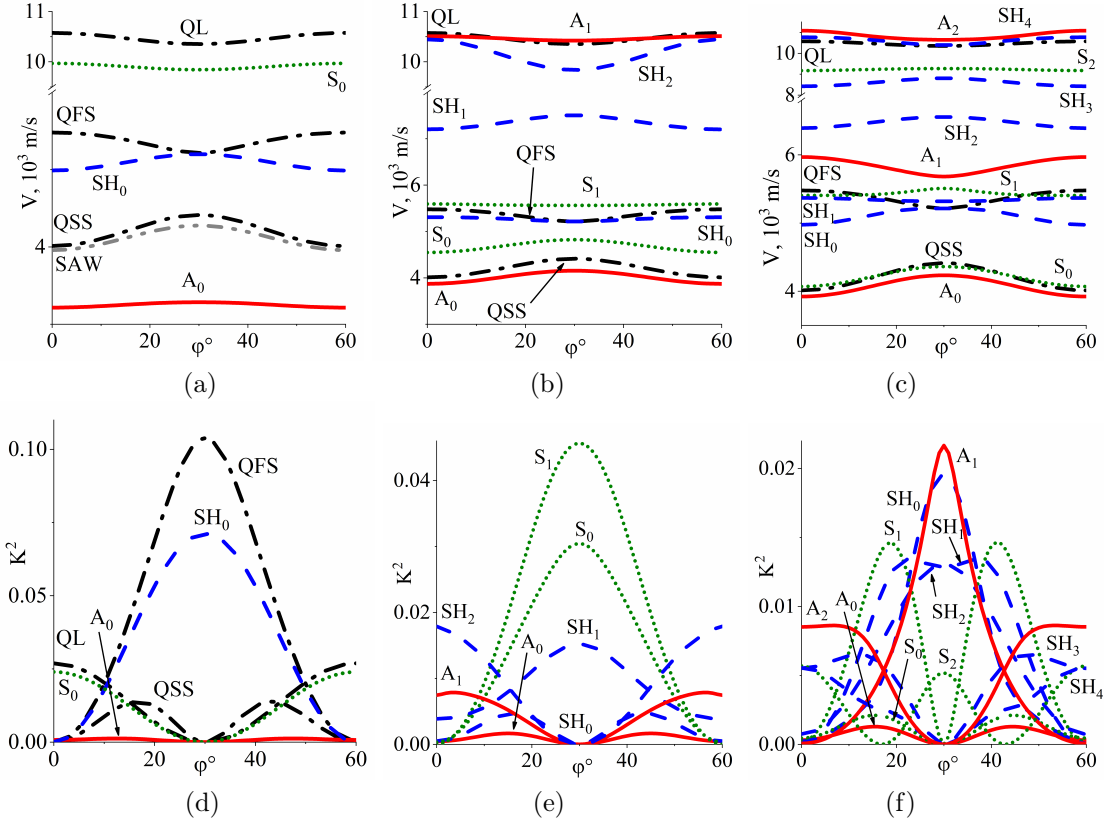 11
QL
10
S0
QFS
V, 10³ m/s
SH0
QSS
4
SAW
A0
0 20 40 60
φ°
(a)
QL
A1
SH2
SH1
QFS
6
S1
V, 10³ m/s
S0
SH0
4
A0
QSS
0 20 40 60
φ°
(b)
A2
SH4
10
QL
S2
8
SH3
SH2
A1
6
QFS
S1
V, 10³ m/s
SH1
SH0
QSS
S0
4
A0
0 20 40 60
φ°
(c)
0.10
QFS
SH0
K²
0.05
A0
QL
S0
QSS
0.00
0 20 40 60
φ°
(d)
S1
0.04
S0
K²
0.02
SH2
SH1
A0
A1
SH0
0.00
0 20 40 60
φ°
(e)
A1
0.02
SH0
S1
SH1
K²
0.01
A2
A0
SH2
S0
S2
SH3
SH4
0.00
0 20 40 60
φ°
(f)